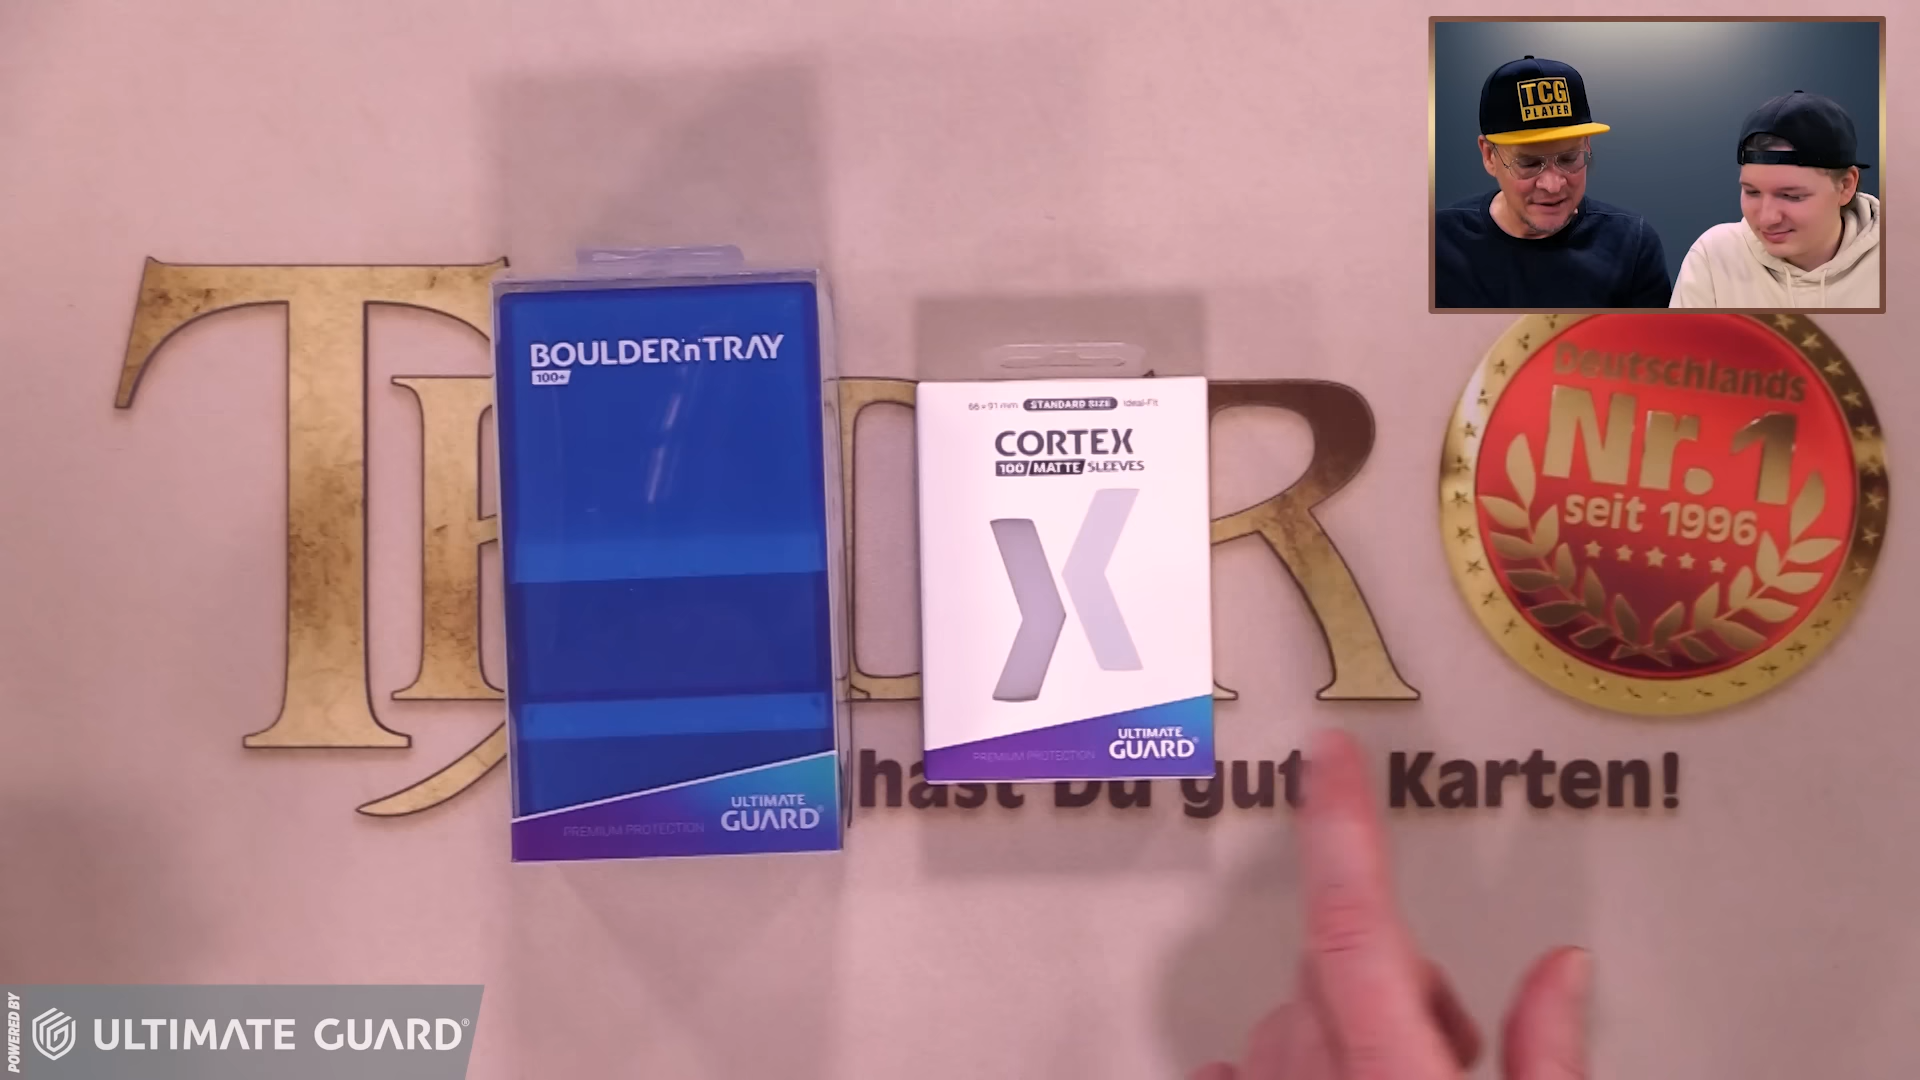 TCG
PLAYER
BOULDER'n'TRAY
100+
PREMIUM PROTECTION
ULTIMATE
GUARD®
66 x 91 mm STANDARD SIZE Ideal-Fit
CORTEX
100 MATTE SLEEVES
PREMIUM PROTECTION
ULTIMATE
GUARD®
Deutschlands
Nr. 1
seit 1996
hast Du gute Karten!
POWERED BY
ULTIMATE GUARD®